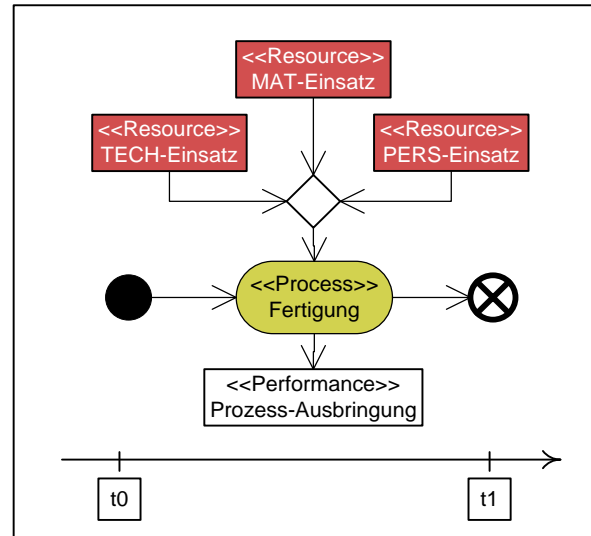 <<Resource>>
MAT-Einsatz
<<Resource>>
TECH-Einsatz
<<Resource>>
PERS-Einsatz
<<Process>>
Fertigung
<<Performance>>
Prozess-Ausbringung
t0
t1